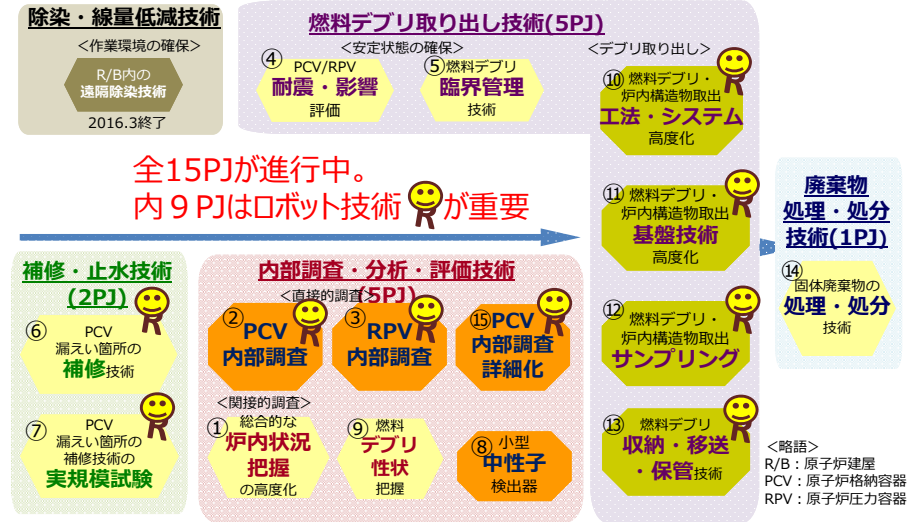 除染・線量低減技術
<作業環境の確保>
R/B内の
遠隔除染技術
2016.3終了
燃料デブリ取り出し技術(5PJ)
<安定状態の確保>
④
PCV/RPV
耐震・影響
評価
⑤燃料デブリ
臨界管理
技術
<デブリ取り出し>
⑩燃料デブリ・
炉内構造物取出
工法・システム
高度化
⑪燃料デブリ・
炉内構造物取出
基盤技術
高度化
⑫燃料デブリ・
炉内構造物取出
サンプリング
⑬ 燃料デブリ
収納・移送
・保管技術
全15PJが進行中。
内９PJはロボット技術 が重要
廃棄物
処理・処分
技術(1PJ)
⑭
固体廃棄物の
処理・処分
技術
補修・止水技術
(2PJ)
⑥
PCV
漏えい箇所の
補修技術
⑦
PCV
漏えい箇所の
補修技術の
実規模試験
内部調査・分析・評価技術
(5PJ)
<直接的調査>
②
PCV
内部調査
③
RPV
内部調査
⑮PCV
内部調査
詳細化
<関接的調査>
①
総合的な
炉内状況
把握
の高度化
⑨ 燃料
デブリ
性状
把握
⑧小型
中性子
検出器
<略語>
R/B：原子炉建屋
PCV：原子炉格納容器
RPV：原子炉圧力容器